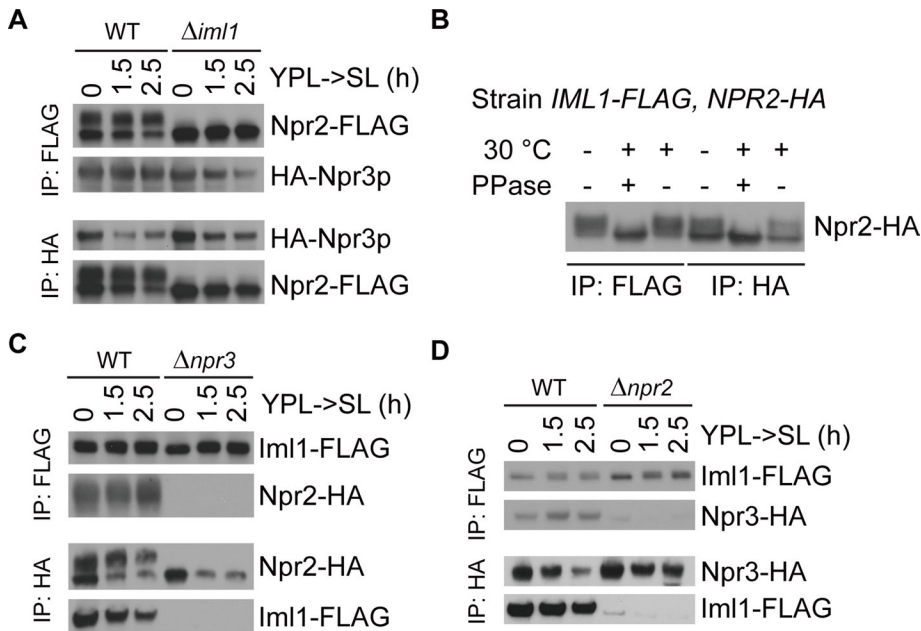 A
WT Δiml1
0 1.5 2.5 0 1.5 2.5 YPL->SL (h)
IP: FLAG
Npr2-FLAG
HA-Npr3p
IP: HA
HA-Npr3p
Npr2-FLAG
B
Strain IML1-FLAG, NPR2-HA
30 °C - + + - + +
PPase - + - - + -
Npr2-HA
IP: FLAG IP: HA
C
WT Δnpr3
0 1.5 2.5 0 1.5 2.5 YPL->SL (h)
IP: FLAG
Iml1-FLAG
Npr2-HA
IP: HA
Npr2-HA
Iml1-FLAG
D
WT Δnpr2
0 1.5 2.5 0 1.5 2.5 YPL->SL (h)
IP: FLAG
Iml1-FLAG
Npr3-HA
IP: HA
Npr3-HA
Iml1-FLAG